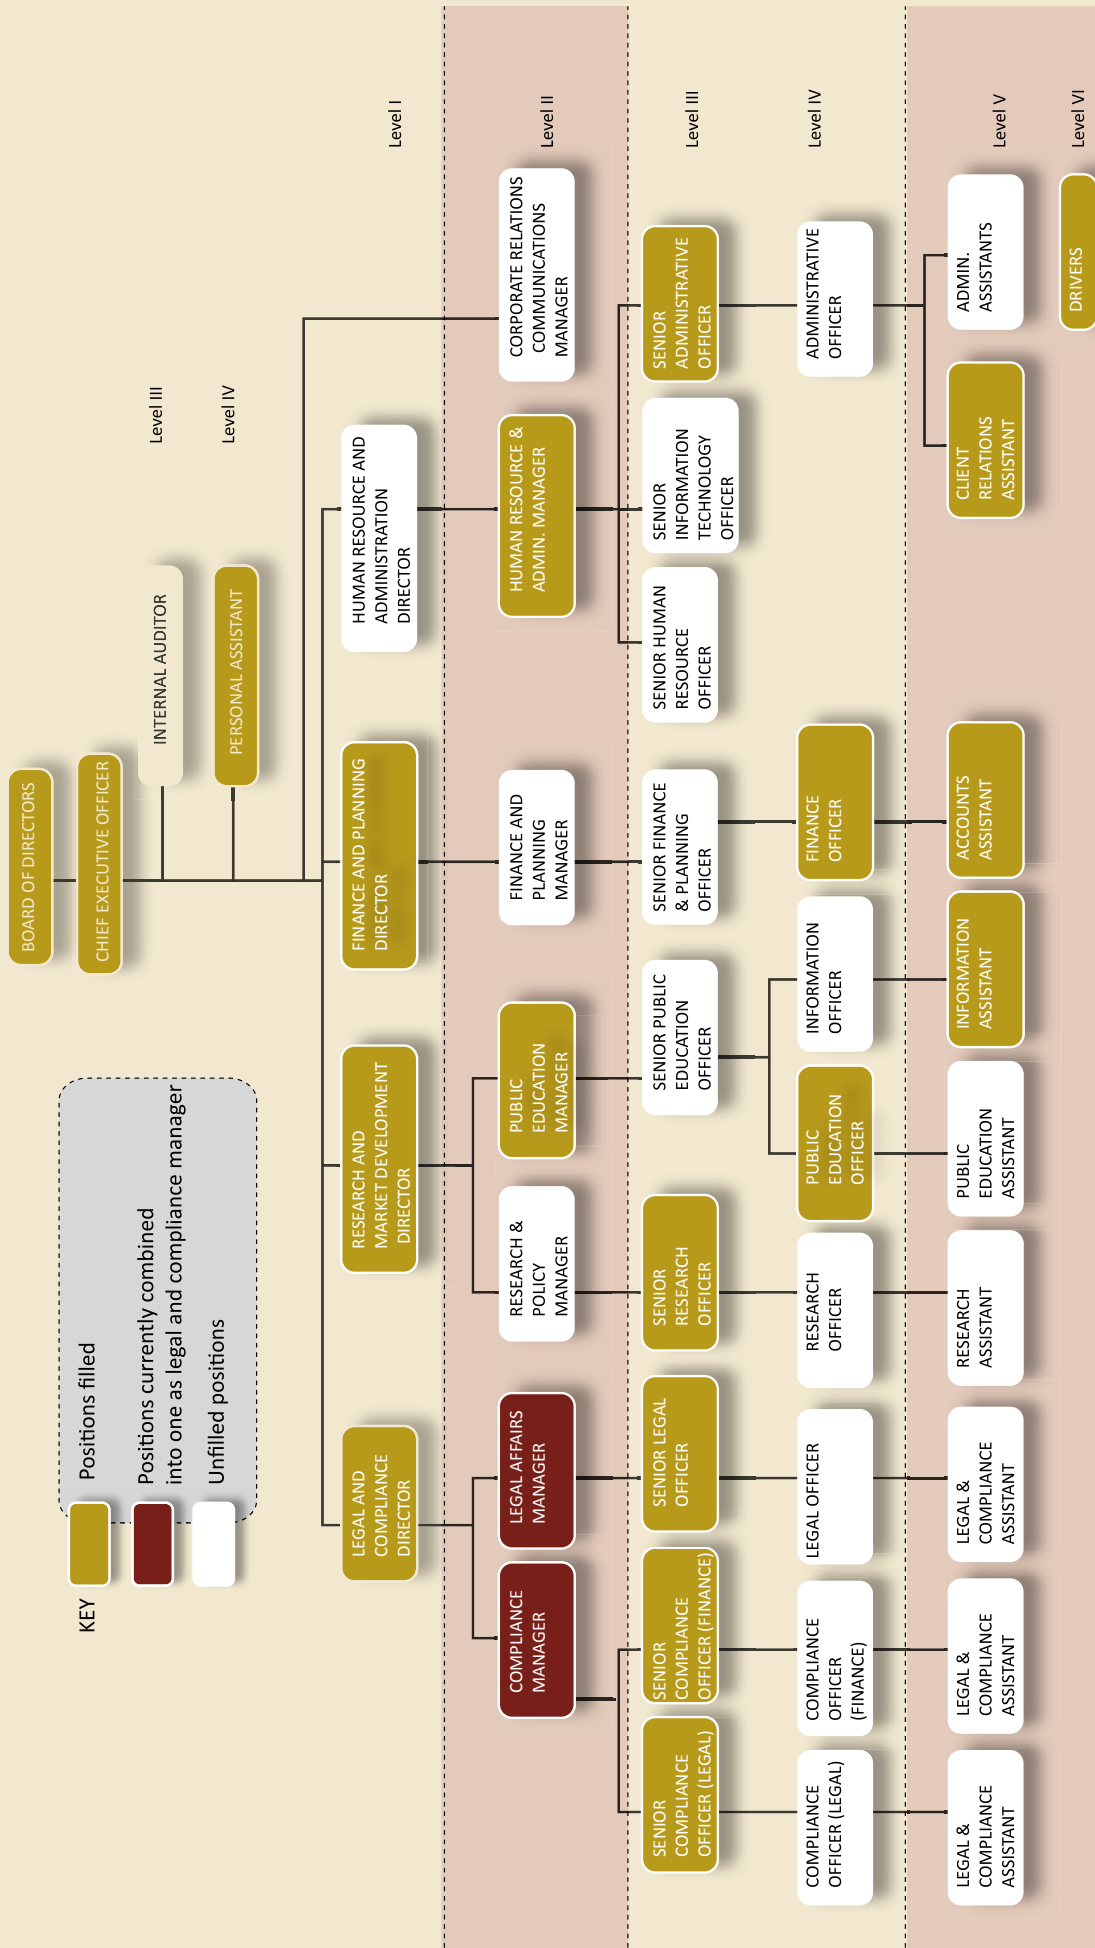 BOARD OF DIRECTORS
CHIEF EXECUTIVE OFFICER
INTERNAL AUDITOR
Level III
PERSONAL ASSISTANT
Level IV
KEY
Positions filled
Positions currently combined
into one as legal and compliance manager
Unfilled positions
LEGAL AND
COMPLIANCE
DIRECTOR
RESEARCH AND
MARKET DEVELOPMENT
DIRECTOR
FINANCE AND PLANNING
DIRECTOR
HUMAN RESOURCE AND
ADMINISTRATION
DIRECTOR
Level I
COMPLIANCE
MANAGER
LEGAL AFFAIRS
MANAGER
RESEARCH &
POLICY
MANAGER
PUBLIC
EDUCATION
MANAGER
FINANCE AND
PLANNING
MANAGER
HUMAN RESOURCE &
ADMIN. MANAGER
CORPORATE RELATIONS
COMMUNICATIONS
MANAGER
Level II
SENIOR
COMPLIANCE
OFFICER (LEGAL)
SENIOR
COMPLIANCE
OFFICER (FINANCE)
SENIOR LEGAL
OFFICER
SENIOR
RESEARCH
OFFICER
SENIOR PUBLIC
EDUCATION
OFFICER
SENIOR FINANCE
& PLANNING
OFFICER
SENIOR HUMAN
RESOURCE
OFFICER
SENIOR
INFORMATION
TECHNOLOGY
OFFICER
SENIOR
ADMINISTRATIVE
OFFICER
Level III
COMPLIANCE
OFFICER (LEGAL)
COMPLIANCE
OFFICER
(FINANCE)
LEGAL OFFICER
RESEARCH
OFFICER
PUBLIC
EDUCATION
OFFICER
INFORMATION
OFFICER
FINANCE
OFFICER
ADMINISTRATIVE
OFFICER
Level IV
LEGAL &
COMPLIANCE
ASSISTANT
LEGAL &
COMPLIANCE
ASSISTANT
LEGAL &
COMPLIANCE
ASSISTANT
RESEARCH
ASSISTANT
PUBLIC
EDUCATION
ASSISTANT
INFORMATION
ASSISTANT
ACCOUNTS
ASSISTANT
CLIENT
RELATIONS
ASSISTANT
ADMIN.
ASSISTANTS
Level V
DRIVERS
Level VI